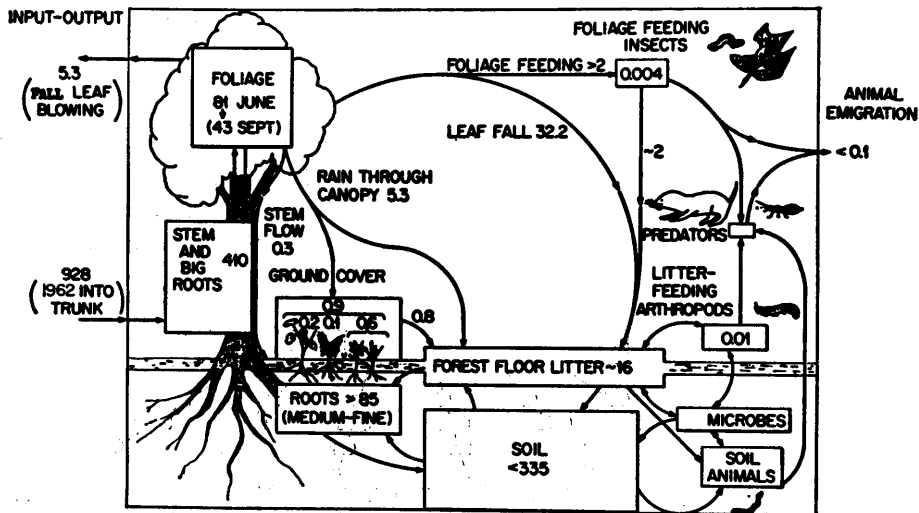 INPUT-OUTPUT
5.3
(FALL LEAF
BLOWING)
FOLIAGE
81 JUNE
(43 SEPT)
FOLIAGE FEEDING
INSECTS
FOLIAGE FEEDING >2
0.004
ANIMAL
EMIGRATION
<0.1
LEAF FALL 32.2
~2
RAIN THROUGH
CANOPY 5.3
STEM
FLOW
0.3
STEM
AND
BIG
ROOTS
410
PREDATORS
928
(1962 INTO
TRUNK)
GROUND COVER
0.9
0.2 0.1 0.6
0.8
LITTER-
FEEDING
ARTHROPODS
0.01
FOREST FLOOR LITTER ~16
ROOTS > 85
(MEDIUM-FINE)
MICROBES
SOIL
<335
SOIL
ANIMALS